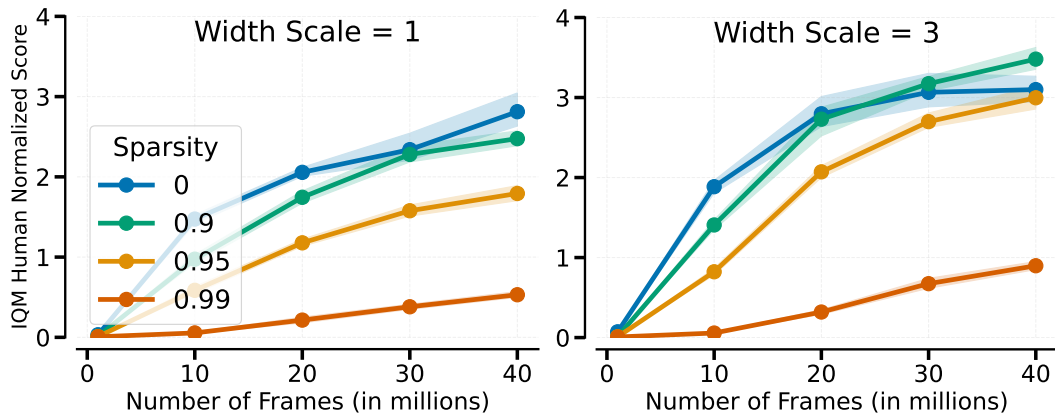 Width Scale = 1
IQM Human Normalized Score
4
3
2
1
0
Sparsity
0
0.9
0.95
0.99
0 10 20 30 40
Number of Frames (in millions)
Width Scale = 3
4
3
2
1
0
0 10 20 30 40
Number of Frames (in millions)